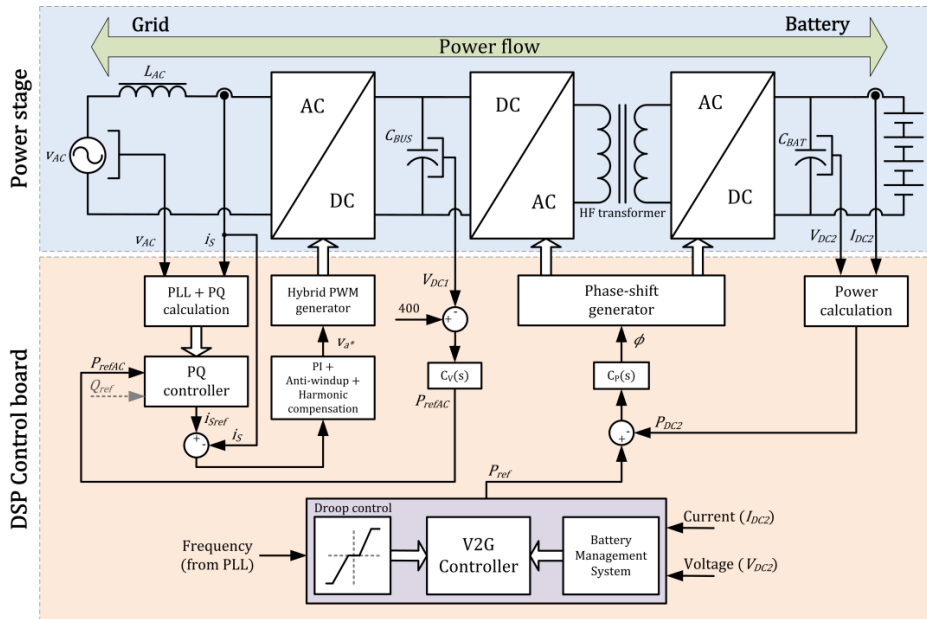 Grid
Battery
Power flow
Power stage
L_AC
v_AC
AC
DC
C_BUS
DC
AC
HF transformer
AC
DC
C_BAT
v_AC
i_S
V_DC1
V_DC2
I_DC2
DSP Control board
PLL + PQ
calculation
Hybrid PWM
generator
400
+
-
Phase-shift
generator
Power
calculation
v_a*
ϕ
P_refAC
Q_ref
PQ
controller
PI +
Anti-windup +
Harmonic
compensation
C_V(s)
P_refAC
C_P(s)
i_Sref
+
-
i_S
+
-
P_DC2
P_ref
Droop control
Frequency
(from PLL)
V2G
Controller
Battery
Management
System
Current (I_DC2)
Voltage (V_DC2)